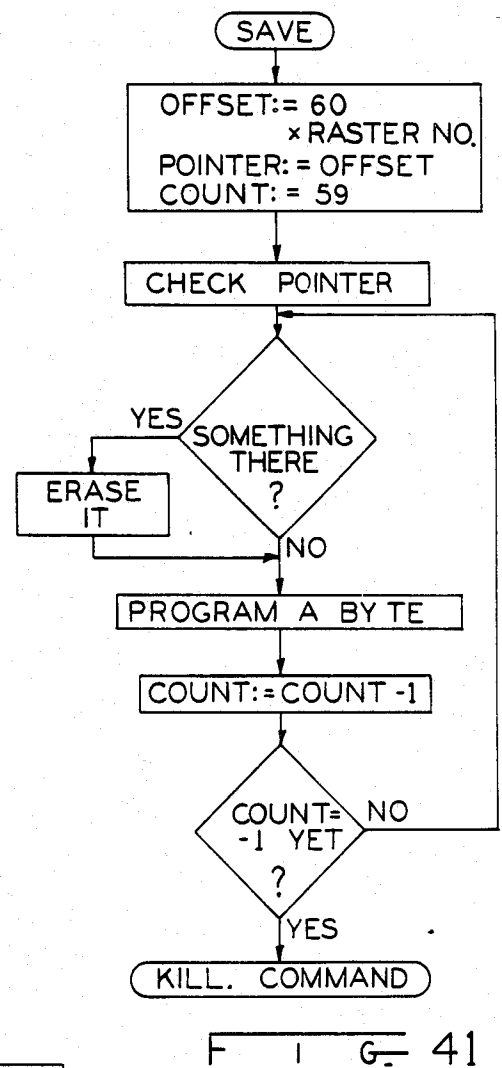 SAVE
OFFSET:= 60
× RASTER NO.
POINTER:= OFFSET
COUNT:= 59
CHECK POINTER
YES
SOMETHING
THERE
?
ERASE
IT
NO
PROGRAM A BYTE
COUNT:= COUNT -1
COUNT=
-1 YET
?
NO
YES
KILL. COMMAND
FIG- 41